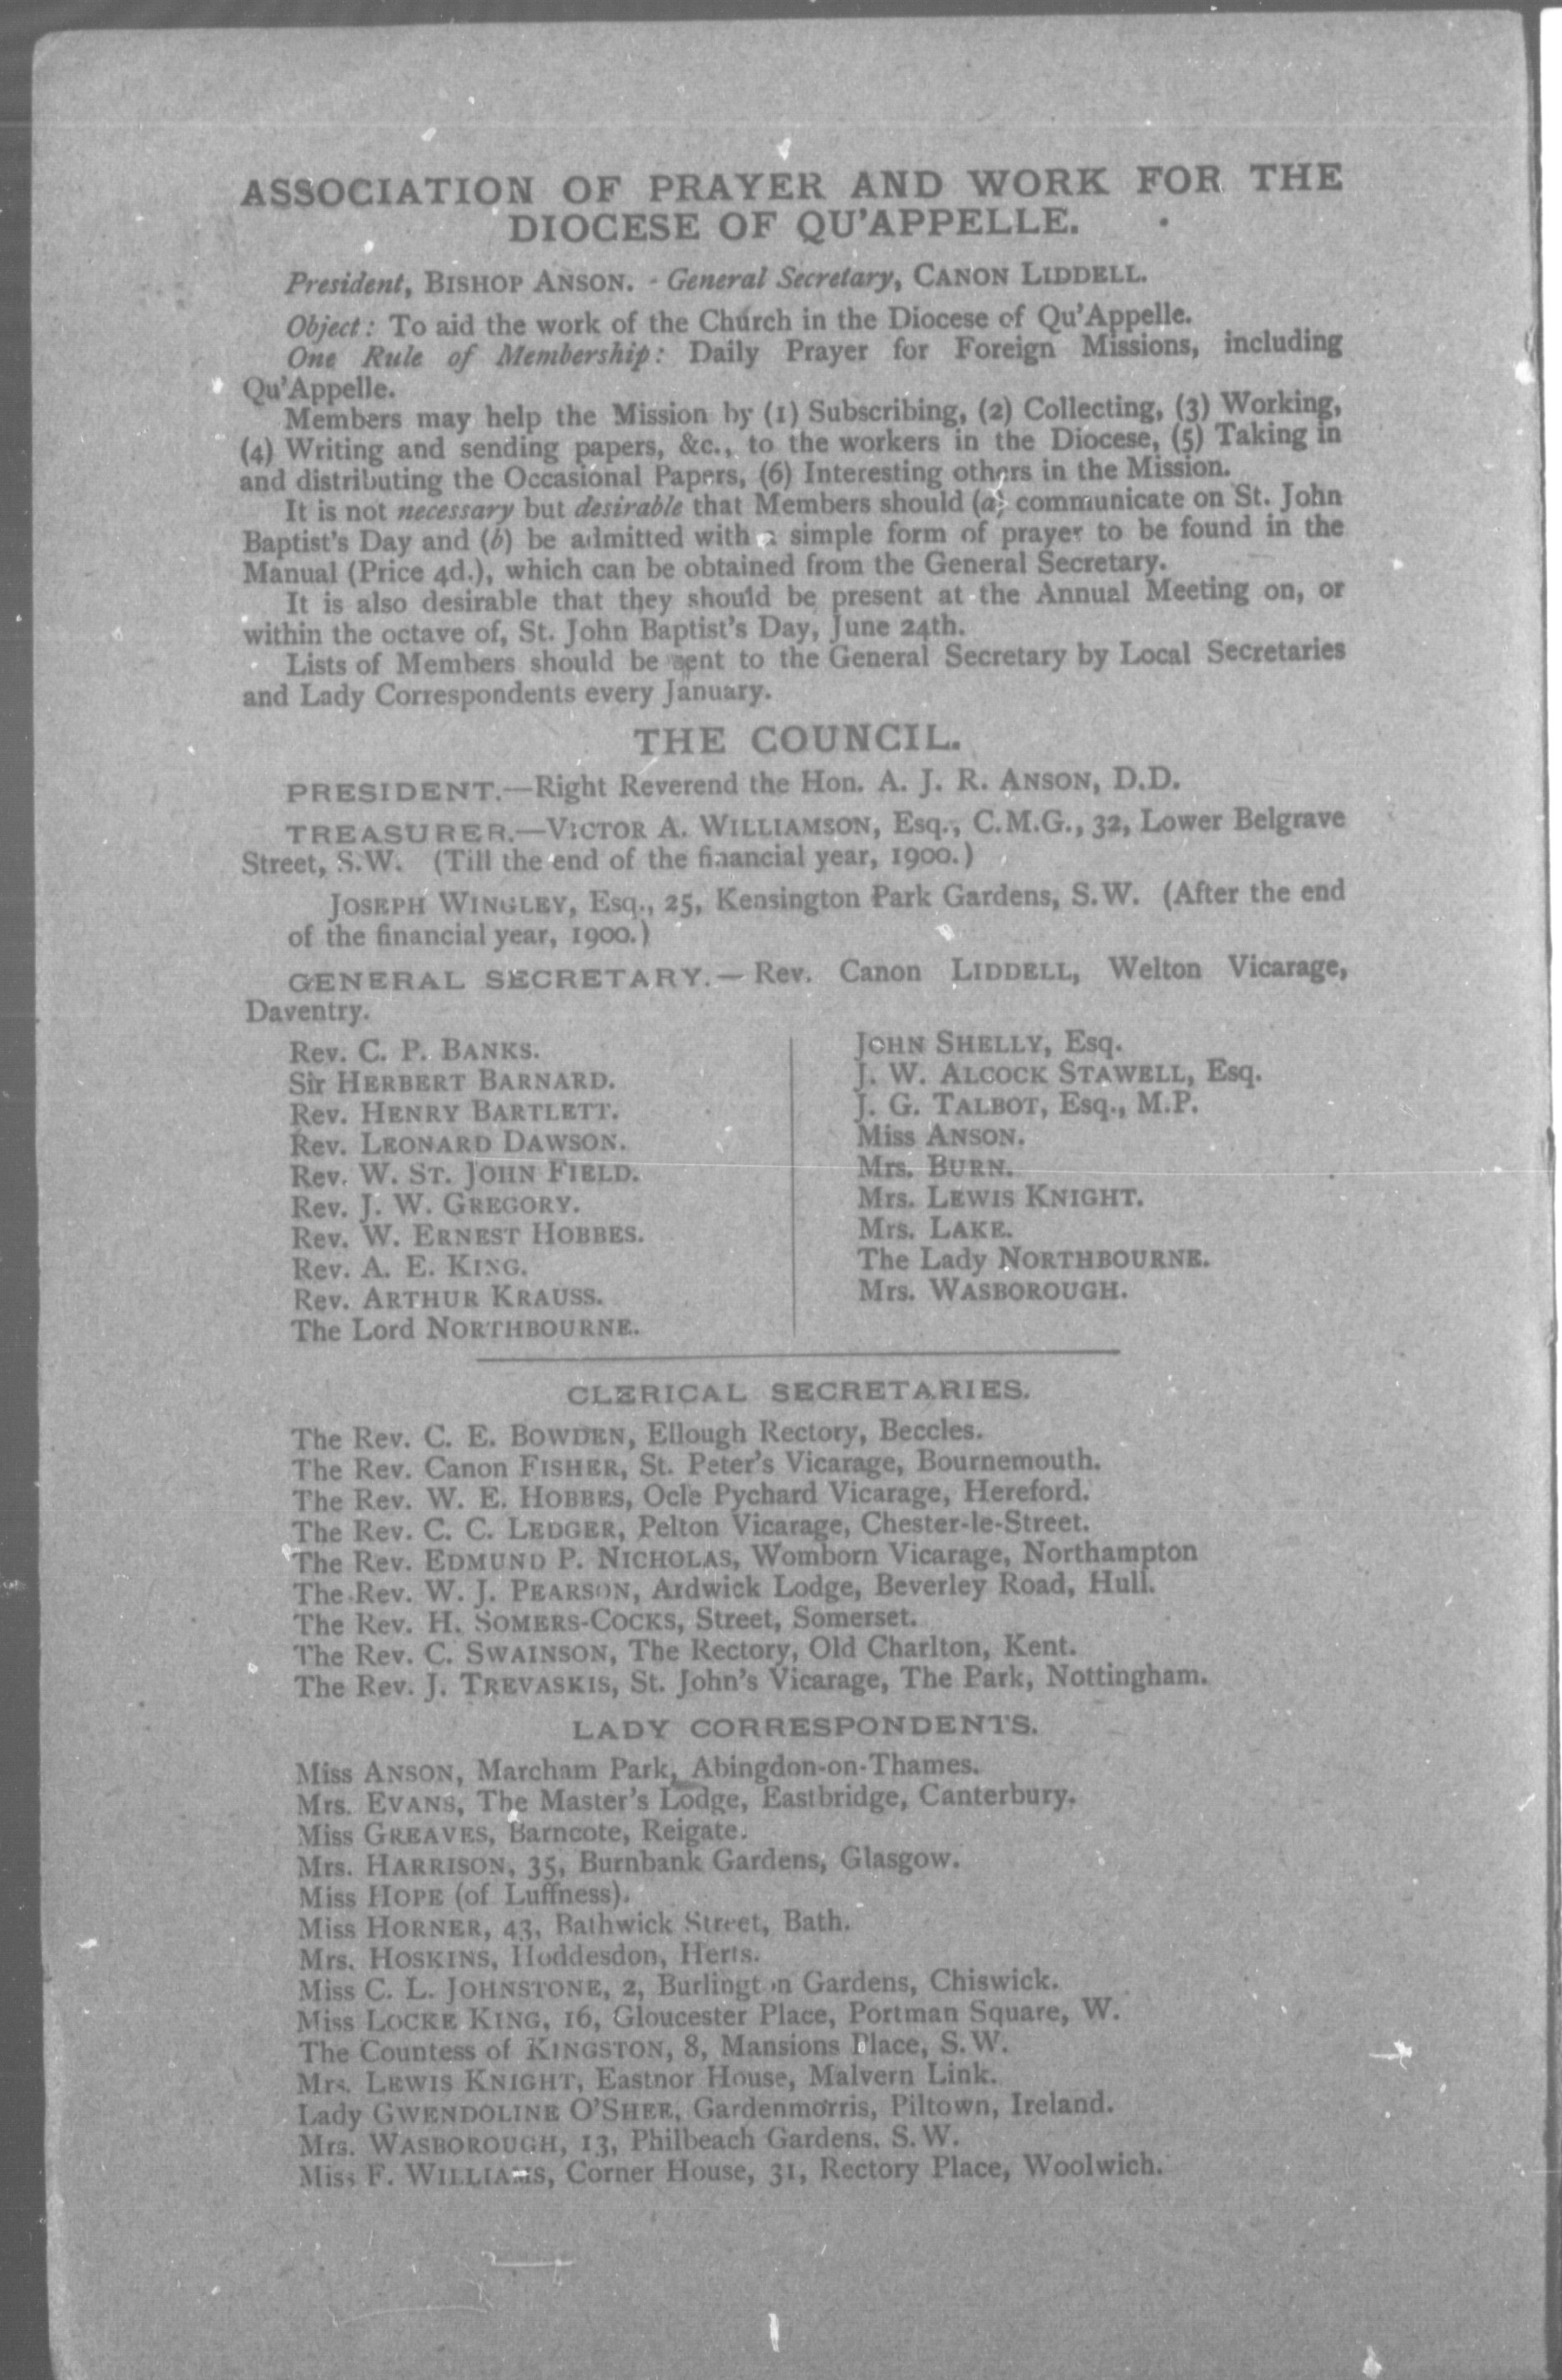 ASSOCIATION OF PRAYER AND WORK FOR THE
DIOCESE OF QU'APPELLE.
President, BISHOP ANSON. - General Secretary, CANON LIDDELL.
Object: To aid the work of the Church in the Diocese of Qu'Appelle.
One Rule of Membership: Daily Prayer for Foreign Missions, including
Qu'Appelle.
Members may help the Mission by (1) Subscribing, (2) Collecting, (3) Working,
(4) Writing and sending papers, &c., to the workers in the Diocese, (5) Taking in
and distributing the Occasional Papers, (6) Interesting others in the Mission.
It is not necessary but desirable that Members should (a) communicate on St. John
Baptist's Day and (b) be admitted with a simple form of prayer to be found in the
Manual (Price 4d.), which can be obtained from the General Secretary.
It is also desirable that they should be present at the Annual Meeting on, or
within the octave of, St. John Baptist's Day, June 24th.
Lists of Members should be sent to the General Secretary by Local Secretaries
and Lady Correspondents every January.
THE COUNCIL.
PRESIDENT.—Right Reverend the Hon. A. J. R. ANSON, D.D.
TREASURER.—VICTOR A. WILLIAMSON, Esq., C.M.G., 32, Lower Belgrave
Street, S.W. (Till the end of the financial year, 1900.)
JOSEPH WINGLEY, Esq., 25, Kensington Park Gardens, S.W. (After the end
of the financial year, 1900.)
GENERAL SECRETARY.—Rev. Canon LIDDELL, Welton Vicarage,
Daventry.
Rev. C. P. BANKS.
Sir HERBERT BARNARD.
Rev. HENRY BARTLETT.
Rev. LEONARD DAWSON.
Rev. W. ST. JOHN FIELD.
Rev. J. W. GREGORY.
Rev. W. ERNEST HOBBES.
Rev. A. E. KING.
Rev. ARTHUR KRAUSS.
The Lord NORTHBOURNE.
JOHN SHELLY, Esq.
J. W. ALCOCK STAWELL, Esq.
J. G. TALBOT, Esq., M.P.
Miss ANSON.
Mrs. BURN.
Mrs. LEWIS KNIGHT.
Mrs. LAKE.
The Lady NORTHBOURNE.
Mrs. WASBOROUGH.
CLERICAL SECRETARIES.
The Rev. C. E. BOWDEN, Ellough Rectory, Beccles.
The Rev. Canon FISHER, St. Peter's Vicarage, Bournemouth.
The Rev. W. E. HOBBES, Ocle Pychard Vicarage, Hereford.
The Rev. C. C. LEDGER, Pelton Vicarage, Chester-le-Street.
The Rev. EDMUND P. NICHOLAS, Womborn Vicarage, Northampton
The Rev. W. J. PEARSON, Ardwick Lodge, Beverley Road, Hull.
The Rev. H. SOMERS-COCKS, Street, Somerset.
The Rev. C. SWAINSON, The Rectory, Old Charlton, Kent.
The Rev. J. TREVASKIS, St. John's Vicarage, The Park, Nottingham.
LADY CORRESPONDENTS.
Miss ANSON, Marcham Park, Abingdon-on-Thames.
Mrs. EVANS, The Master's Lodge, Eastbridge, Canterbury.
Miss GREAVES, Barncote, Reigate.
Mrs. HARRISON, 35, Burnbank Gardens, Glasgow.
Miss HOPE (of Luffness).
Miss HORNER, 43, Bathwick Street, Bath.
Mrs. HOSKINS, Hoddesdon, Herts.
Miss C. L. JOHNSTONE, 2, Burlington Gardens, Chiswick.
Miss LOCKE KING, 16, Gloucester Place, Portman Square, W.
The Countess of KINGSTON, 8, Mansions Place, S.W.
Mrs. LEWIS KNIGHT, Eastnor House, Malvern Link.
Lady GWENDOLINE O'SHEE, Gardenmorris, Piltown, Ireland.
Mrs. WASBOROUGH, 13, Philbeach Gardens, S.W.
Miss F. WILLIAMS, Corner House, 31, Rectory Place, Woolwich.